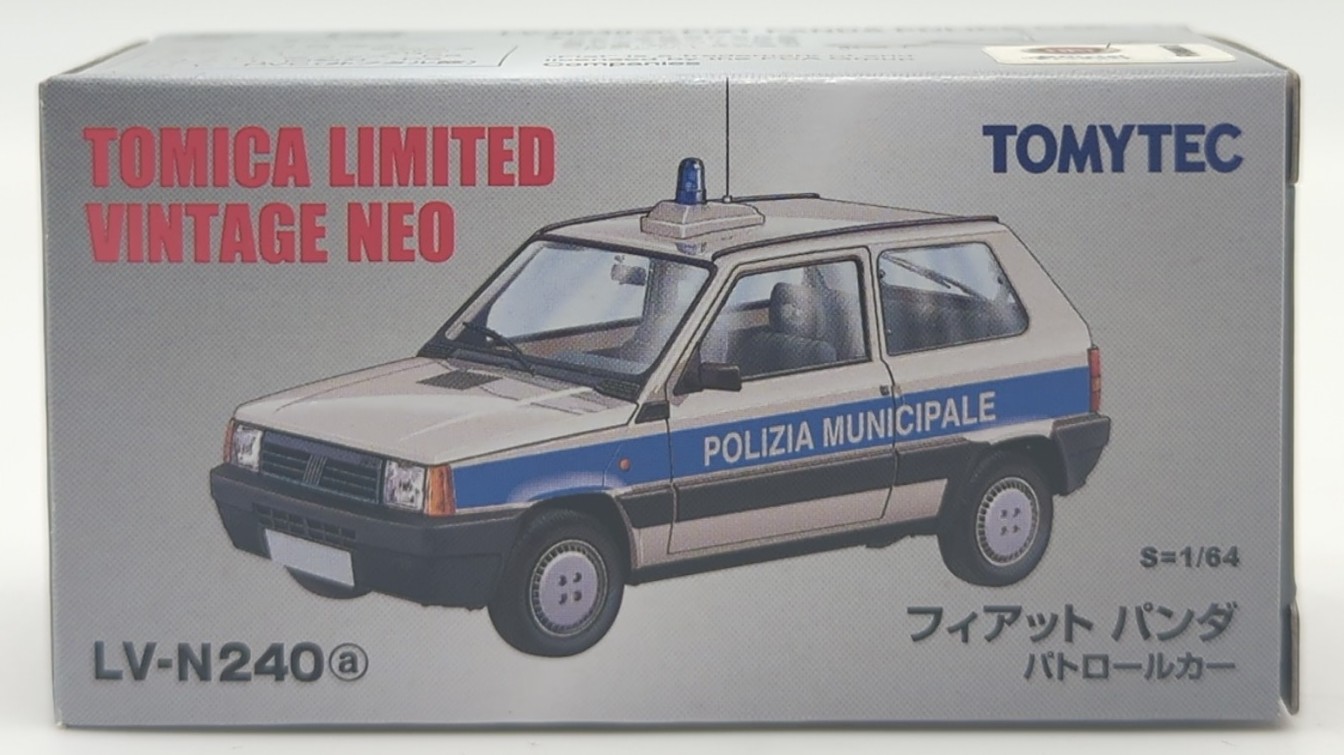 Companies
TOMICA LIMITED
VINTAGE NEO
TOMYTEC
POLIZIA MUNICIPALE
S=1/64
フィアット パンダ
パトロールカー
LV-N240ⓐ